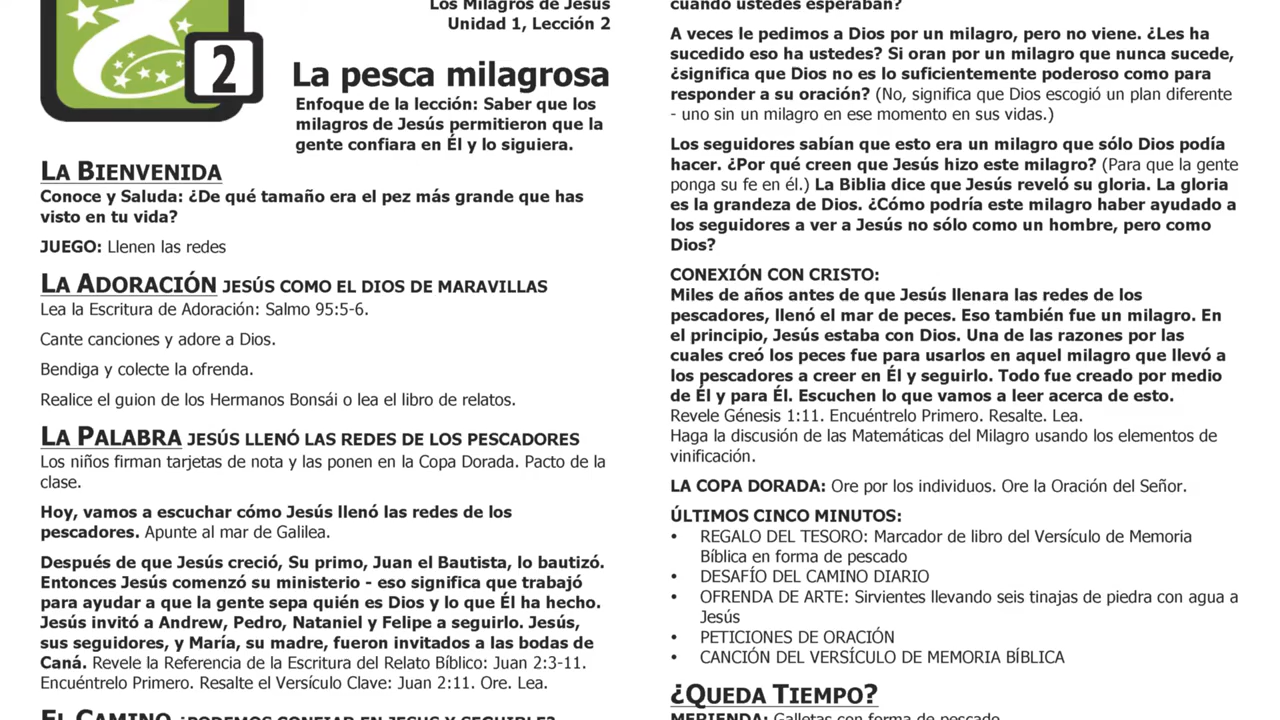 Los Milagros de Jesús
Unidad 1, Lección 2
2
La pesca milagrosa
Enfoque de la lección: Saber que los
milagros de Jesús permitieron que la
gente confiara en Él y lo siguiera.
LA BIENVENIDA
Conoce y Saluda: ¿De qué tamaño era el pez más grande que has
visto en tu vida?
JUEGO: Llenen las redes
LA ADORACIÓN JESÚS COMO EL DIOS DE MARAVILLAS
Lea la Escritura de Adoración: Salmo 95:5-6.
Cante canciones y adore a Dios.
Bendiga y colecte la ofrenda.
Realice el guion de los Hermanos Bonsái o lea el libro de relatos.
LA PALABRA JESÚS LLENÓ LAS REDES DE LOS PESCADORES
Los niños firman tarjetas de nota y las ponen en la Copa Dorada. Pacto de la
clase.
Hoy, vamos a escuchar cómo Jesús llenó las redes de los
pescadores. Apunte al mar de Galilea.
Después de que Jesús creció, Su primo, Juan el Bautista, lo bautizó.
Entonces Jesús comenzó su ministerio - eso significa que trabajó
para ayudar a que la gente sepa quién es Dios y lo que Él ha hecho.
Jesús invitó a Andrew, Pedro, Nataniel y Felipe a seguirlo. Jesús,
sus seguidores, y María, su madre, fueron invitados a las bodas de
Caná. Revele la Referencia de la Escritura del Relato Bíblico: Juan 2:3-11.
Encuéntrelo Primero. Resalte el Versículo Clave: Juan 2:11. Ore. Lea.
EL CAMINO ¿PODEMOS CONFIAR EN JESUS Y SEGUIRLE?
cuando ustedes esperaban?
A veces le pedimos a Dios por un milagro, pero no viene. ¿Les ha
sucedido eso ha ustedes? Si oran por un milagro que nunca sucede,
¿significa que Dios no es lo suficientemente poderoso como para
responder a su oración? (No, significa que Dios escogió un plan diferente
- uno sin un milagro en ese momento en sus vidas.)
Los seguidores sabían que esto era un milagro que sólo Dios podía
hacer. ¿Por qué creen que Jesús hizo este milagro? (Para que la gente
ponga su fe en él.) La Biblia dice que Jesús reveló su gloria. La gloria
es la grandeza de Dios. ¿Cómo podría este milagro haber ayudado a
los seguidores a ver a Jesús no sólo como un hombre, pero como
Dios?
CONEXIÓN CON CRISTO:
Miles de años antes de que Jesús llenara las redes de los
pescadores, llenó el mar de peces. Eso también fue un milagro. En
el principio, Jesús estaba con Dios. Una de las razones por las
cuales creó los peces fue para usarlos en aquel milagro que llevó a
los pescadores a creer en Él y seguirlo. Todo fue creado por medio
de Él y para Él. Escuchen lo que vamos a leer acerca de esto.
Revele Génesis 1:11. Encuéntrelo Primero. Resalte. Lea.
Haga la discusión de las Matemáticas del Milagro usando los elementos de
vinificación.
LA COPA DORADA: Ore por los individuos. Ore la Oración del Señor.
ÚLTIMOS CINCO MINUTOS:
• REGALO DEL TESORO: Marcador de libro del Versículo de Memoria
Bíblica en forma de pescado
• DESAFÍO DEL CAMINO DIARIO
• OFRENDA DE ARTE: Sirvientes llevando seis tinajas de piedra con agua a
Jesús
• PETICIONES DE ORACIÓN
• CANCIÓN DEL VERSÍCULO DE MEMORIA BÍBLICA
¿QUEDA TIEMPO?
MERIENDA: Galletas con forma de pescado